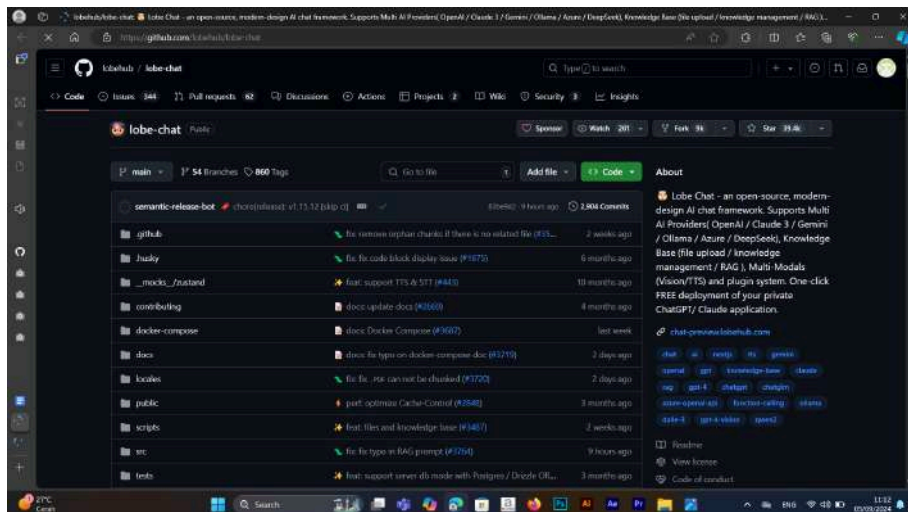 lobehub/lobe-chat: 🤯 Lobe Chat - an open-source, modern-design AI chat framework. Supports Multi AI Providers( OpenAI / Claude 3 / Gemini / Ollama / Azure / DeepSeek), Knowledge Base (file upload / knowledge management / RAG ),
https://github.com/lobehub/lobe-chat
lobehub / lobe-chat
Type / to search
Code
Issues 344
Pull requests 62
Discussions
Actions
Projects 2
Wiki
Security 3
Insights
lobe-chat Public
Sponsor
Watch 201
Fork 9k
Star 39.4k
main
54 Branches
860 Tags
Go to file
t
Add file
Code
About
semantic-release-bot
v1.15.12 [skip ci]
9 hours ago
2,904 Commits
🤯 Lobe Chat - an open-source, modern-
design AI chat framework. Supports Multi
AI Providers( OpenAI / Claude 3 / Gemini
/ Ollama / Azure / DeepSeek), Knowledge
Base (file upload / knowledge
management / RAG ), Multi-Modals
(Vision/TTS) and plugin system. One-click
FREE deployment of your private
ChatGPT/ Claude application.
.github
🐛 fix: remove orphan chunks if there is no related file (#35...
2 weeks ago
.husky
🐛 fix: fix code block display issue (#1675)
6 months ago
__mocks__/zustand
✨ feat: support TTS & STT (#443)
10 months ago
contributing
📝 docs: update docs (#2669)
4 months ago
docker-compose
📝 docs: Docker Compose (#3687)
last week
docs
📝 docs: fix typo on docker-compose doc (#3719)
2 days ago
locales
🐛 fix: fix can not be chunked (#3720)
2 days ago
public
⚡ perf: optimize Cache-Control (#2848)
3 months ago
scripts
✨ feat: files and knowledge base (#3487)
2 weeks ago
src
🐛 fix: fix typo in RAG prompt (#3764)
9 hours ago
tests
✨ feat: support server db mode with Postgres / Drizzle OR...
3 months ago
chat-preview.lobehub.com
chat ai nextjs tts gemini
openai gpt knowledge-base claude
rag gpt-4 chatgpt chatglm
azure-openai-api function-calling ollama
dalle-3 gpt-4-vision qwen2
Readme
View license
Code of conduct
21°C
Cerah
Search
ENG
11:12
05/09/2024